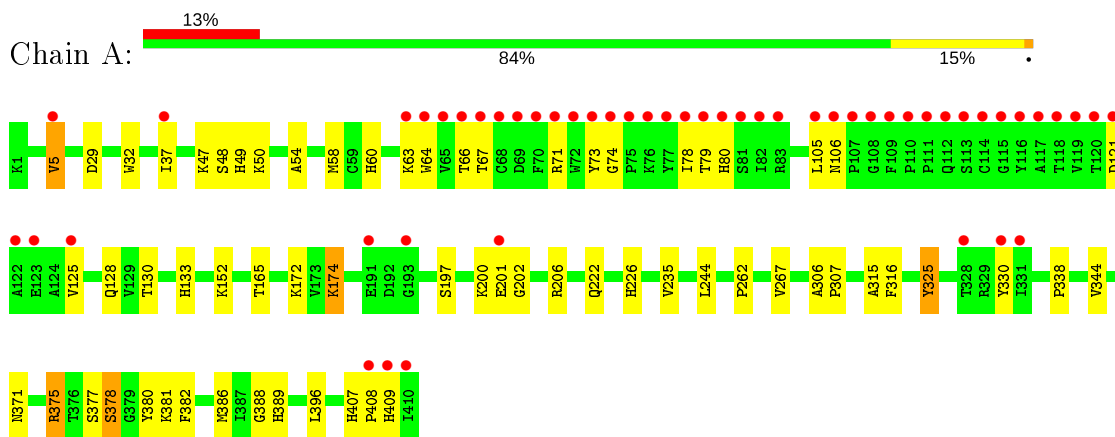 13%
Chain A:
84% 15% •
K1 V5 D29 W32 I37 K47 S48 H49 K50 A54 M58 C59 H60 K63 W64 V65 T66 T67 C68 D69 F70 R71 W72 Y73 G74 P75 K76 Y77 I78 T79 H80 S81 I82 R83 L105 N106 P107 G108 F109 P110 P111 Q112 S113 C114 G115 Y116 A117 T118 V119 T120 D121
A122 E123 A124 V125 Q128 V129 T130 H133 K152 T165 K172 V173 K174 E191 D192 G193 S197 K200 E201 G202 R206 Q222 H226 V235 L244 P262 V267 A306 P307 A315 F316 Y325 T328 R329 Y330 I331 P338 V344
N371 R375 T376 S377 S378 G379 Y380 K381 F382 M386 I387 G388 H389 L396 H407 P408 H409 I410